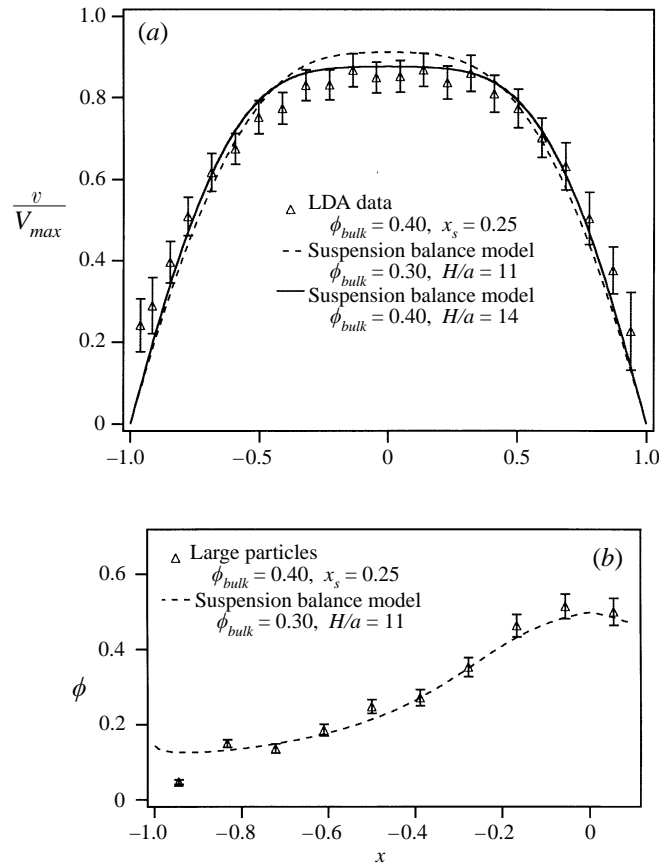 (a)
1.0
0.8
0.6
0.4
0.2
0
v
V_max
LDA data
ϕ_bulk = 0.40, x_s = 0.25
Suspension balance model
ϕ_bulk = 0.30, H/a = 11
Suspension balance model
ϕ_bulk = 0.40, H/a = 14
−1.0
−0.5
0
0.5
1.0
(b)
0.6
0.4
0.2
0
ϕ
Large particles
ϕ_bulk = 0.40, x_s = 0.25
Suspension balance model
ϕ_bulk = 0.30, H/a = 11
-1.0
−0.8
−0.6
−0.4
−0.2
0
x